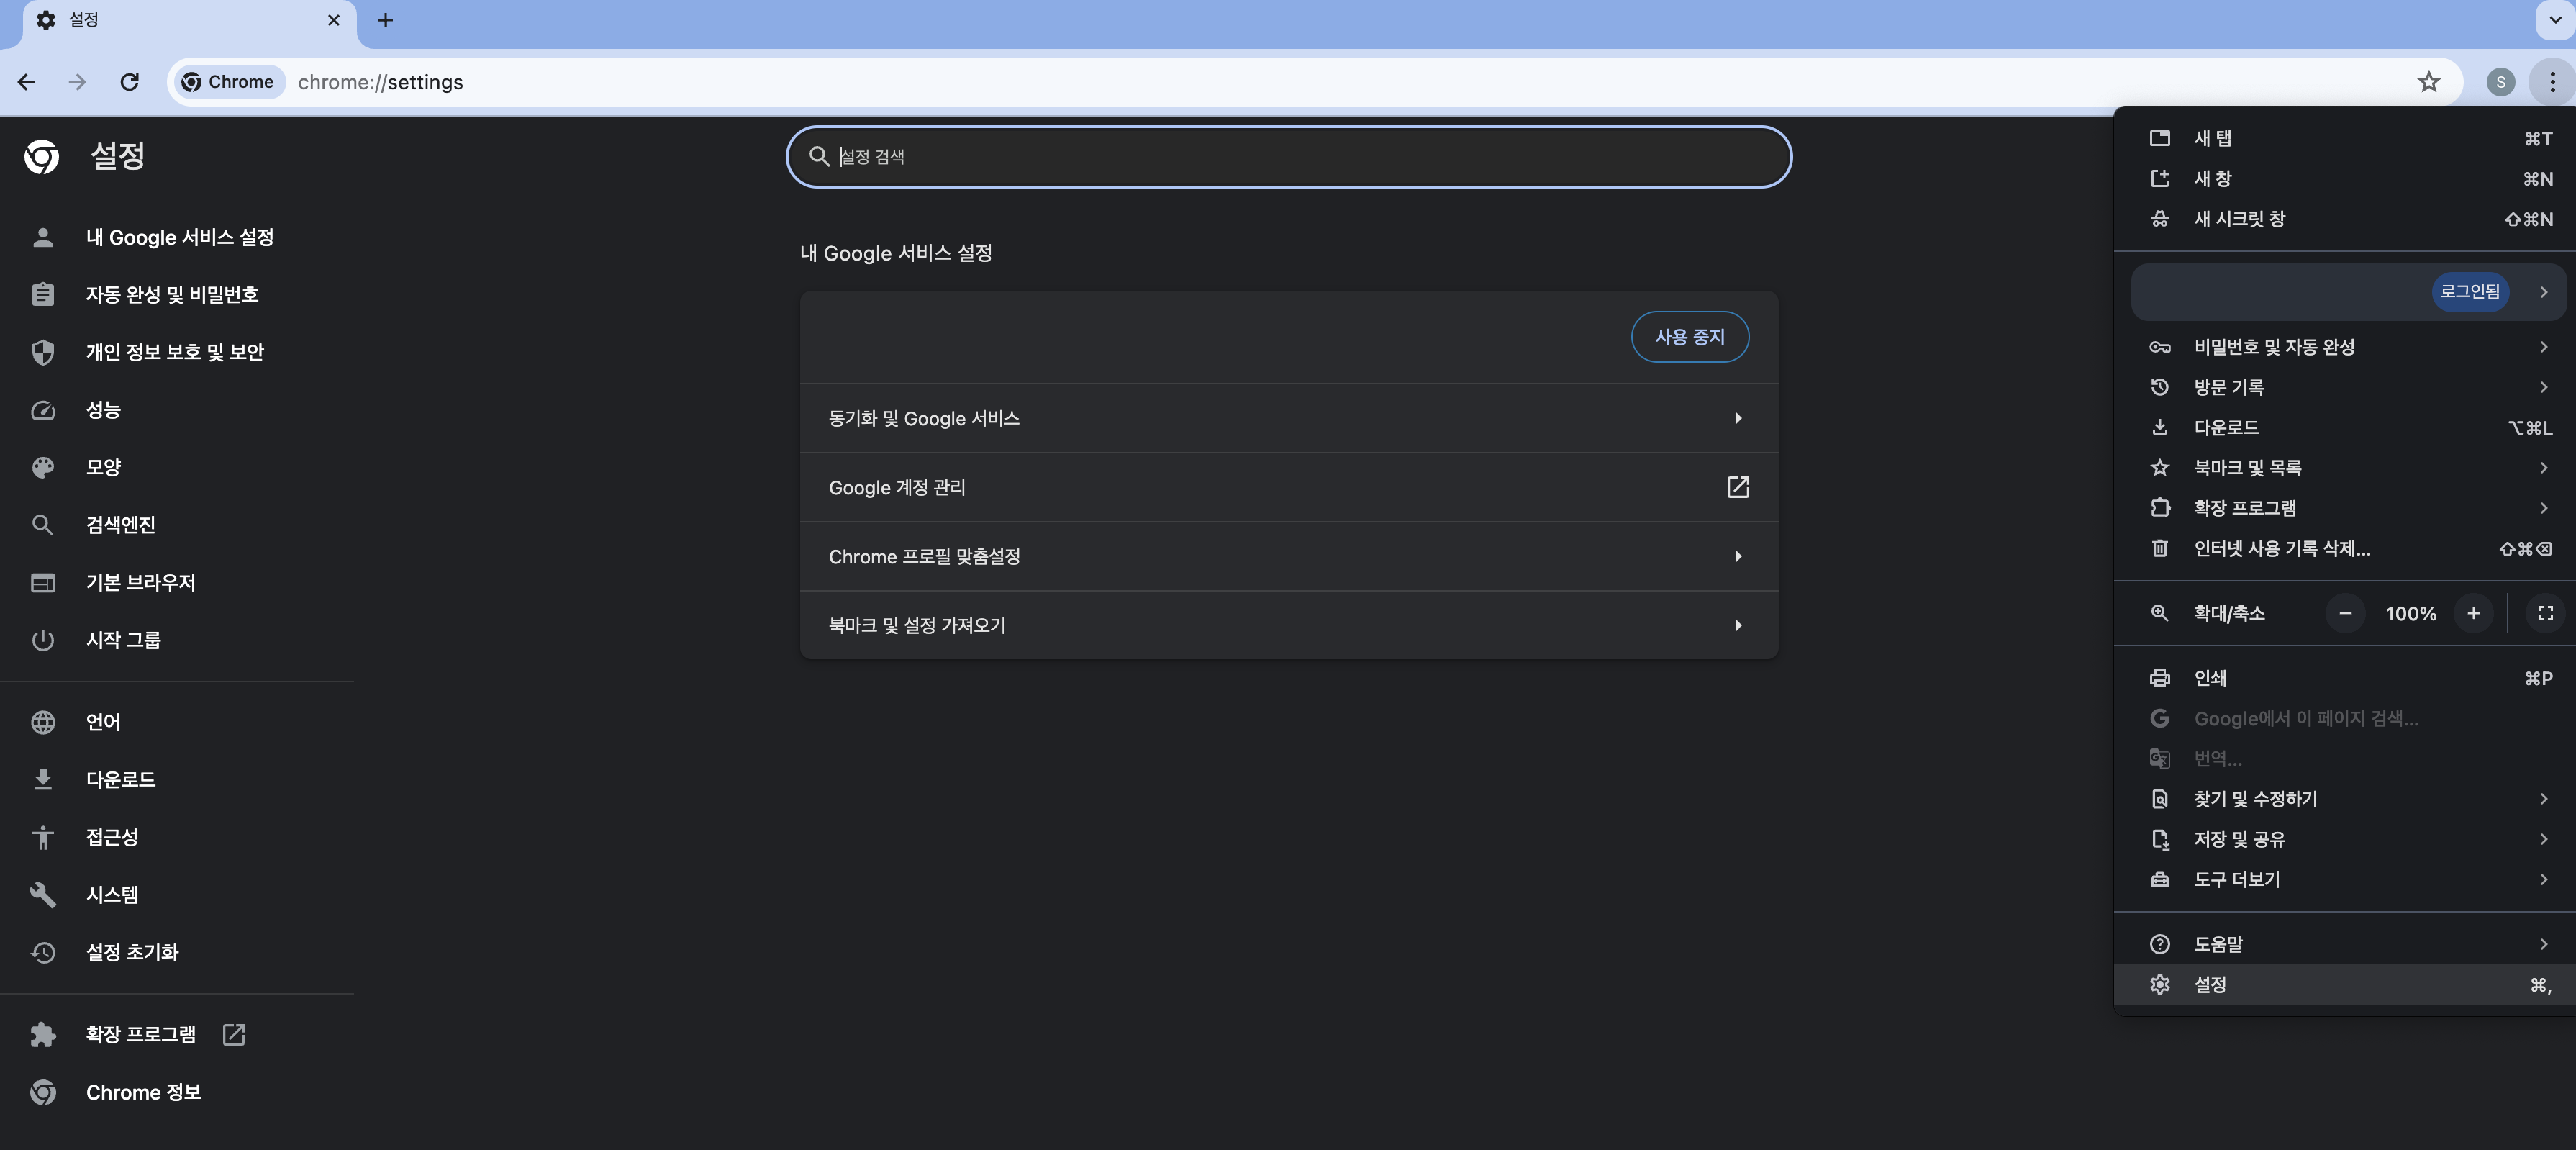 설정
Chrome chrome://settings
S
설정
내 Google 서비스 설정
자동 완성 및 비밀번호
개인 정보 보호 및 보안
성능
모양
검색엔진
기본 브라우저
시작 그룹
언어
다운로드
접근성
시스템
설정 초기화
확장 프로그램
Chrome 정보
설정 검색
내 Google 서비스 설정
사용 중지
동기화 및 Google 서비스
Google 계정 관리
Chrome 프로필 맞춤설정
북마크 및 설정 가져오기
새 탭 ⌘T
새 창 ⌘N
새 시크릿 창 ⇧⌘N
로그인됨
비밀번호 및 자동 완성
방문 기록
다운로드 ⌥⌘L
북마크 및 목록
확장 프로그램
인터넷 사용 기록 삭제... ⇧⌘⌫
확대/축소 − 100% +
인쇄 ⌘P
Google에서 이 페이지 검색...
번역...
찾기 및 수정하기
저장 및 공유
도구 더보기
도움말
설정 ⌘,